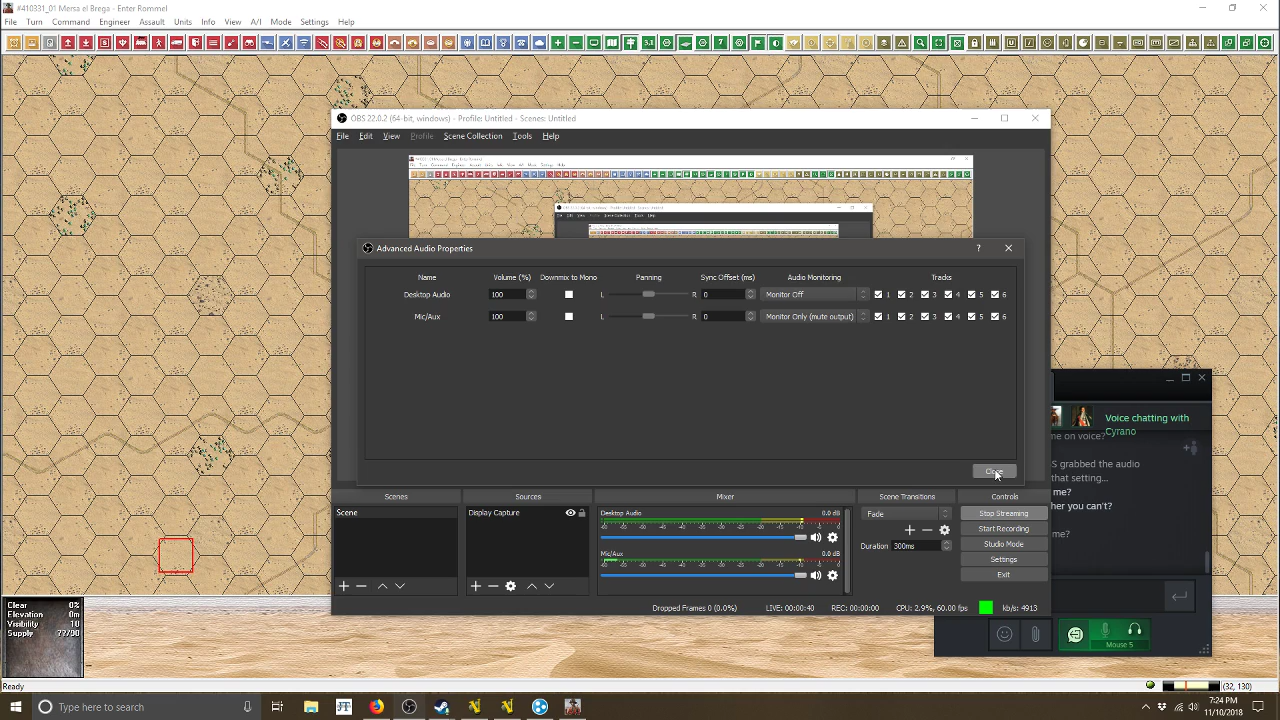 #410331_01 Mersa el Brega - Enter Rommel
File Turn Command Engineer Assault Units Info View A/I Mode Settings Help
OBS 22.0.2 (64-bit, windows) - Profile: Untitled - Scenes: Untitled
File Edit View Profile Scene Collection Tools Help
Advanced Audio Properties
Name Volume (%) Downmix to Mono Panning Sync Offset (ms) Audio Monitoring Tracks
Desktop Audio 100 L R 0 Monitor Off 1 2 3 4 5 6
Mic/Aux 100 L R 0 Monitor Only (mute output) 1 2 3 4 5 6
Close
Voice chatting with
Cyrano
me on voice?
S grabbed the audio
that setting...
me?
her you can't?
me?
Mouse 5
Scenes Sources Mixer Scene Transitions Controls
Scene
Display Capture
Desktop Audio 0.0 dB
Mic/Aux 0.0 dB
Fade
Duration 300ms
Stop Streaming
Start Recording
Studio Mode
Settings
Exit
Dropped Frames 0 (0.0%) LIVE: 00:00:40 REC: 00:00:00 CPU: 2.9%, 60.00 fps kb/s: 4913
Clear 0%
Elevation 0m
Visibility 10
Supply 77/90
Ready
(32, 130)
Type here to search
7:24 PM
11/10/2018